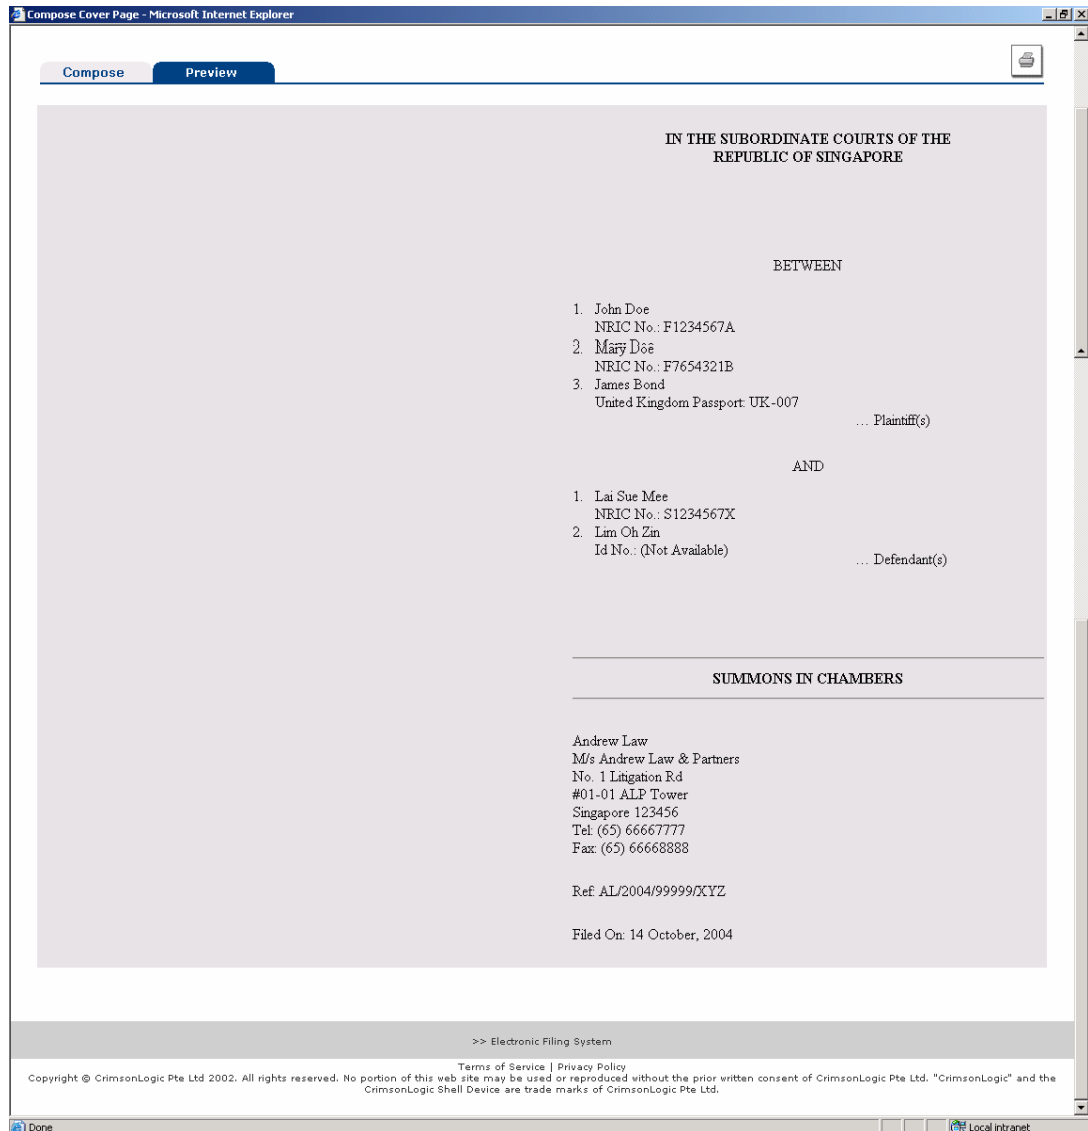 Compose Cover Page - Microsoft Internet Explorer
Compose
Preview
IN THE SUBORDINATE COURTS OF THE
REPUBLIC OF SINGAPORE
BETWEEN
1. John Doe
NRIC No.: F1234567A
2. Mary Doe
NRIC No.: F7654321B
3. James Bond
United Kingdom Passport: UK-007
… Plaintiff(s)
AND
1. Lai Sue Mee
NRIC No.: S1234567X
2. Lim Oh Zin
Id No.: (Not Available)
… Defendant(s)
SUMMONS IN CHAMBERS
Andrew Law
M/s Andrew Law & Partners
No. 1 Litigation Rd
#01-01 ALP Tower
Singapore 123456
Tel: (65) 66667777
Fax: (65) 66668888
Ref: AL/2004/99999/XYZ
Filed On: 14 October, 2004
>> Electronic Filing System
Terms of Service | Privacy Policy
Copyright © CrimsonLogic Pte Ltd 2002. All rights reserved. No portion of this web site may be used or reproduced without the prior written consent of CrimsonLogic Pte Ltd. "CrimsonLogic" and the
CrimsonLogic Shell Device are trade marks of CrimsonLogic Pte Ltd.
Done
Local intranet